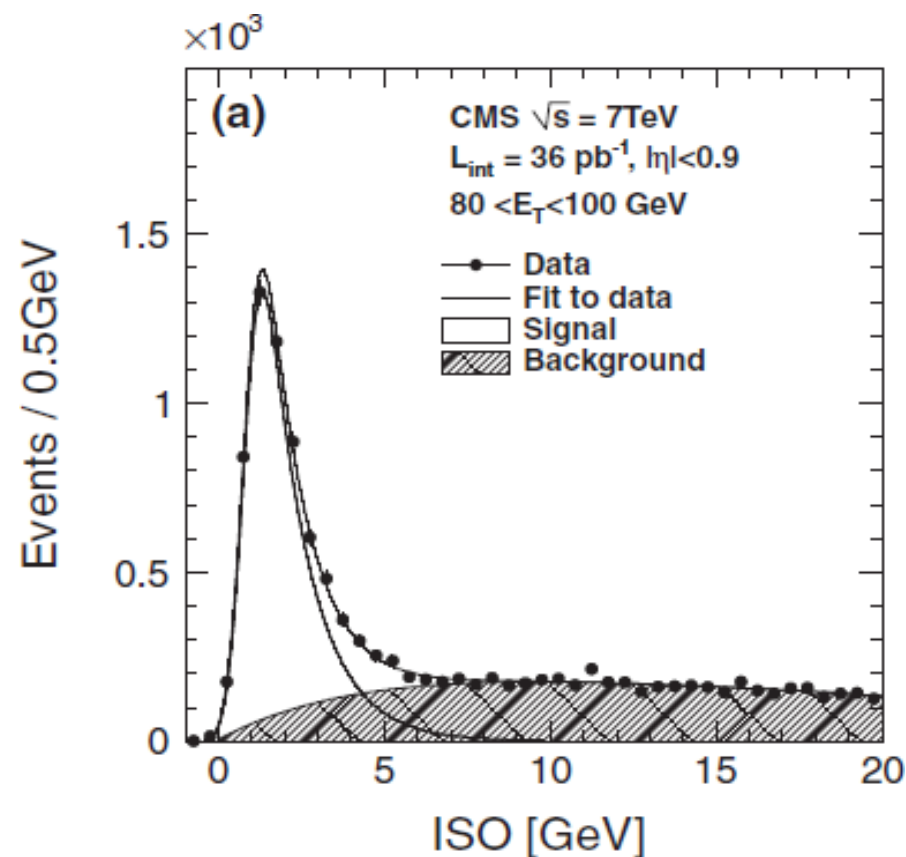 ×10³
(a)
CMS √s = 7TeV
L_int = 36 pb⁻¹, |η|<0.9
80 <E_T<100 GeV
Data
Fit to data
Signal
Background
Events / 0.5GeV
1.5
1
0.5
0
0 5 10 15 20
ISO [GeV]